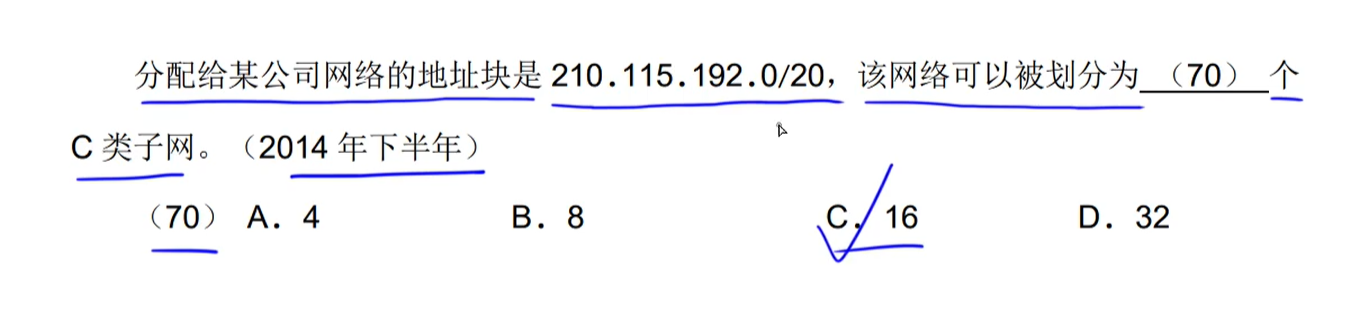 分配给某公司网络的地址块是 210.115.192.0/20，该网络可以被划分为 （70） 个
C 类子网。（2014 年下半年）
（70） A．4 B．8 C．16 D．32